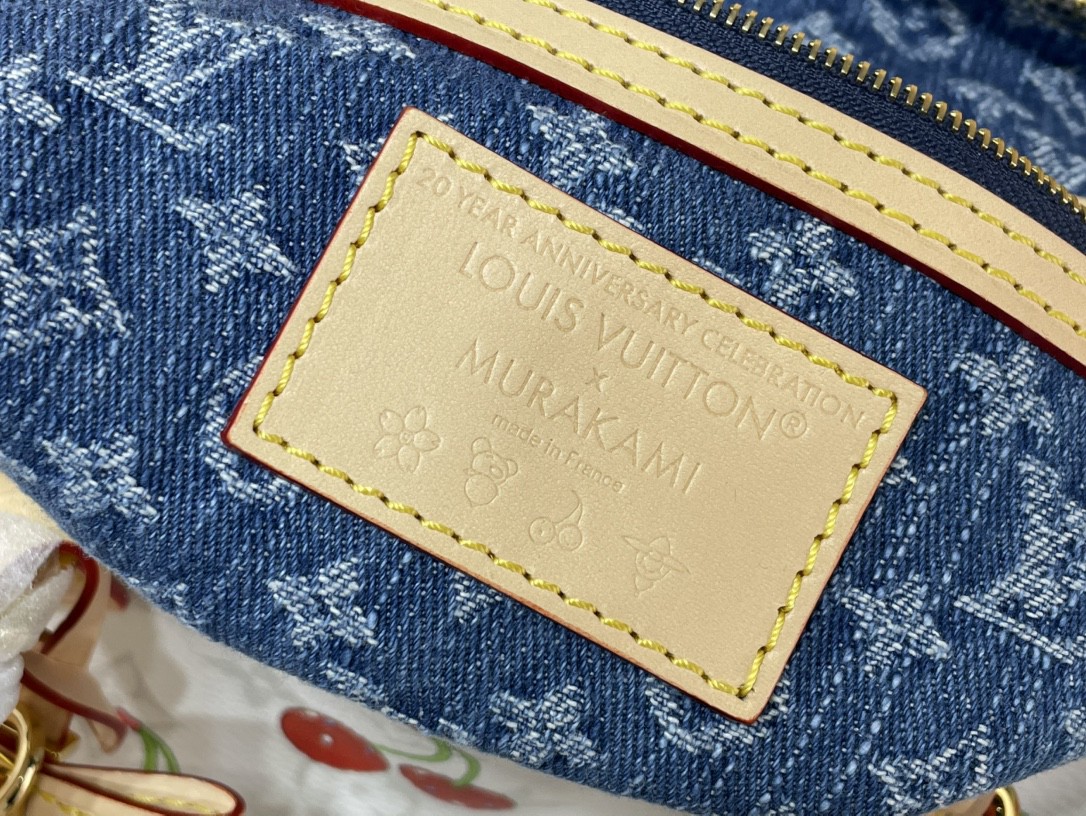 20 YEAR ANNIVERSARY CELEBRATION
LOUIS VUITTON®
x
MURAKAMI
made in France